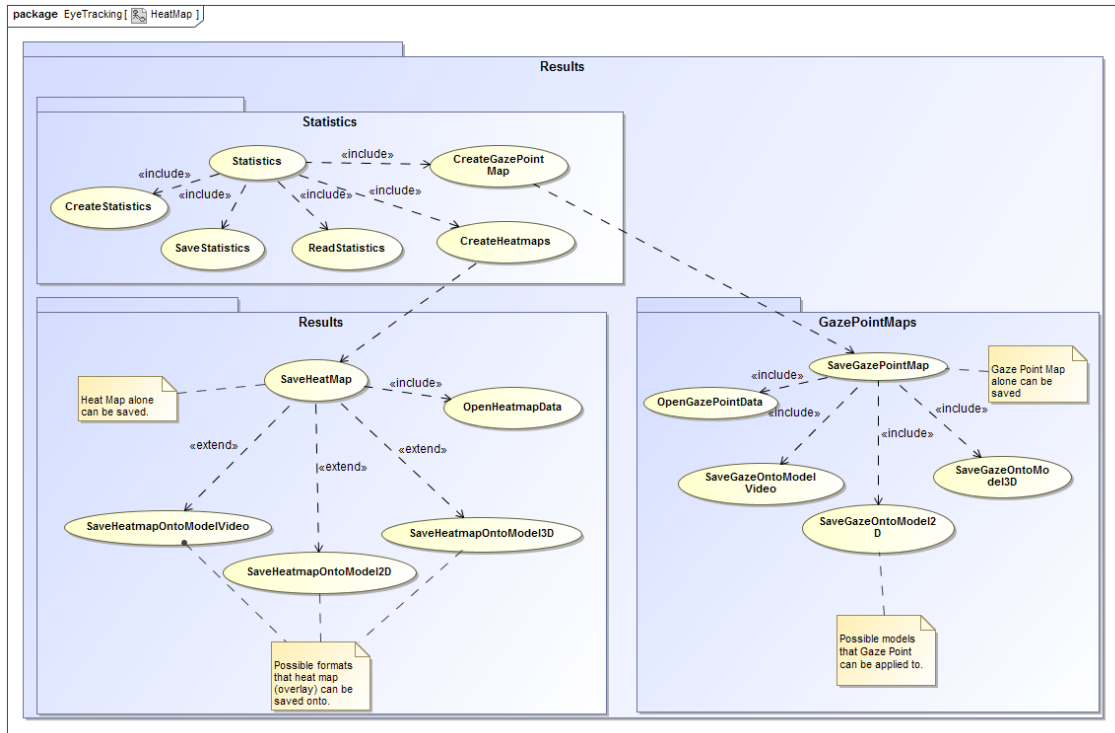 package EyeTracking [ HeatMap ]
Results
Statistics
Statistics
«include»
CreateGazePoint
Map
«include»
«include»
«include»
«include»
CreateStatistics
SaveStatistics
ReadStatistics
CreateHeatmaps
Results
SaveHeatMap
Heat Map alone
can be saved.
«include»
OpenHeatmapData
«extend»
«extend»
«extend»
SaveHeatmapOntoModelVideo
SaveHeatmapOntoModel3D
SaveHeatmapOntoModel2D
Possible formats
that heat map
(overlay) can be
saved onto.
GazePointMaps
SaveGazePointMap
Gaze Point Map
alone can be
saved
«include»
OpenGazePointData
«include»
«include»
SaveGazeOntoModel
Video
SaveGazeOntoMo
del3D
SaveGazeOntoModel2
D
Possible models
that Gaze Point
can be applied to.